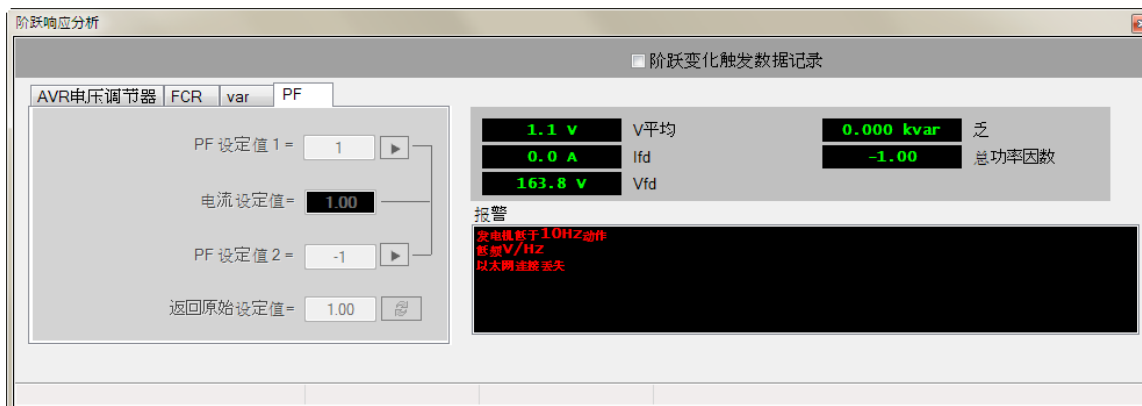 阶跃响应分析
阶跃变化触发数据记录
AVR电压调节器 FCR var PF
PF 设定值 1 = 1
电流设定值= 1.00
PF 设定值 2 = -1
返回原始设定值= 1.00
1.1 V V平均 0.000 kvar 乏
0.0 A Ifd -1.00 总功率因数
163.8 V Vfd
报警
发电机低于10HZ动作
低频V/HZ
以太网连接丢失